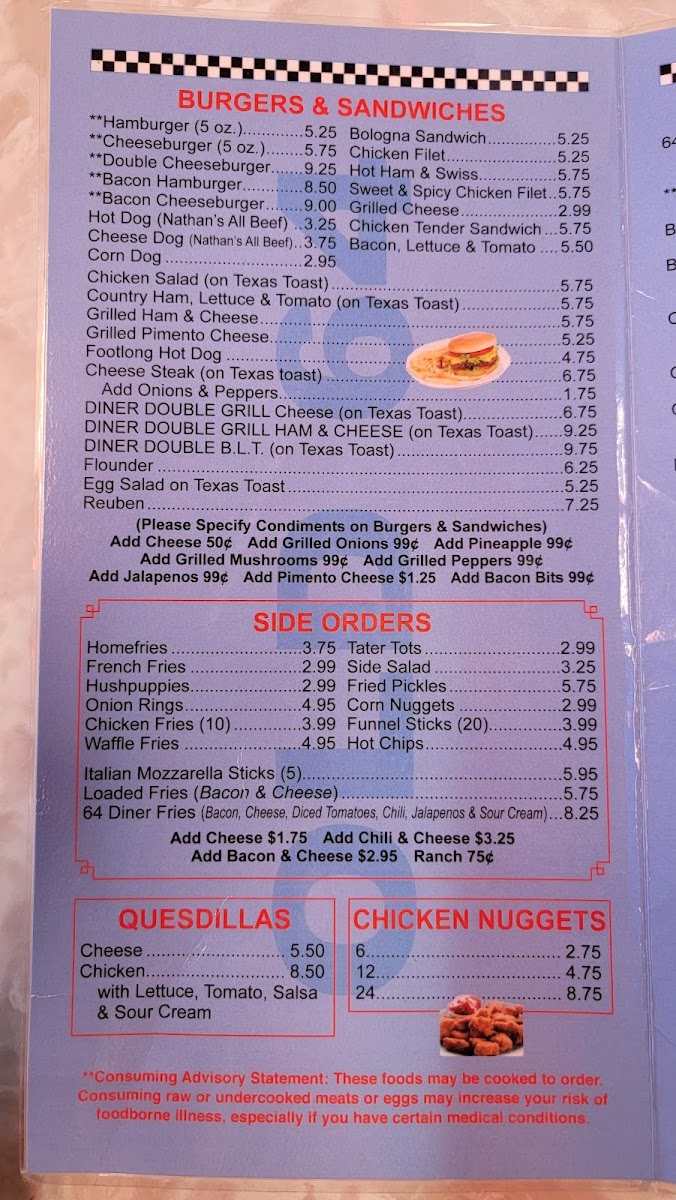 BURGERS & SANDWICHES
**Hamburger (5 oz.).............5.25 Bologna Sandwich...............5.25
**Cheeseburger (5 oz.).......5.75 Chicken Filet........................5.25
**Double Cheeseburger.......9.25 Hot Ham & Swiss.................5.75
**Bacon Hamburger.............8.50 Sweet & Spicy Chicken Filet..5.75
**Bacon Cheeseburger........9.00 Grilled Cheese.....................2.99
Hot Dog (Nathan's All Beef) ..3.25 Chicken Tender Sandwich ...5.75
Cheese Dog (Nathan's All Beef)..3.75 Bacon, Lettuce & Tomato ....5.50
Corn Dog ..............................2.95
Chicken Salad (on Texas Toast)..................................................5.75
Country Ham, Lettuce & Tomato (on Texas Toast)......................5.75
Grilled Ham & Cheese.................................................................5.75
Grilled Pimento Cheese...............................................................5.25
Footlong Hot Dog ........................................................................4.75
Cheese Steak (on Texas toast) ...................................................6.75
Add Onions & Peppers.............................................................1.75
DINER DOUBLE GRILL Cheese (on Texas Toast)......................6.75
DINER DOUBLE GRILL HAM & CHEESE (on Texas Toast)......9.25
DINER DOUBLE B.L.T. (on Texas Toast)....................................9.75
Flounder ......................................................................................6.25
Egg Salad on Texas Toast...........................................................5.25
Reuben.........................................................................................7.25
(Please Specify Condiments on Burgers & Sandwiches)
Add Cheese 50¢ Add Grilled Onions 99¢ Add Pineapple 99¢
Add Grilled Mushrooms 99¢ Add Grilled Peppers 99¢
Add Jalapenos 99¢ Add Pimento Cheese $1.25 Add Bacon Bits 99¢
SIDE ORDERS
Homefries ............................3.75 Tater Tots..............................2.99
French Fries ........................2.99 Side Salad ...........................3.25
Hushpuppies........................2.99 Fried Pickles........................5.75
Onion Rings.........................4.95 Corn Nuggets ......................2.99
Chicken Fries (10) ...............3.99 Funnel Sticks (20)................3.99
Waffle Fries .........................4.95 Hot Chips.............................4.95
Italian Mozzarella Sticks (5)........................................................5.95
Loaded Fries (Bacon & Cheese)................................................5.75
64 Diner Fries (Bacon, Cheese, Diced Tomatoes, Chili, Jalapenos & Sour Cream)...8.25
Add Cheese $1.75 Add Chili & Cheese $3.25
Add Bacon & Cheese $2.95 Ranch 75¢
QUESDILLAS
Cheese .............................. 5.50
Chicken.............................. 8.50
with Lettuce, Tomato, Salsa
& Sour Cream
CHICKEN NUGGETS
6.......................................... 2.75
12........................................ 4.75
24........................................ 8.75
**Consuming Advisory Statement: These foods may be cooked to order.
Consuming raw or undercooked meats or eggs may increase your risk of
foodborne illness, especially if you have certain medical conditions.